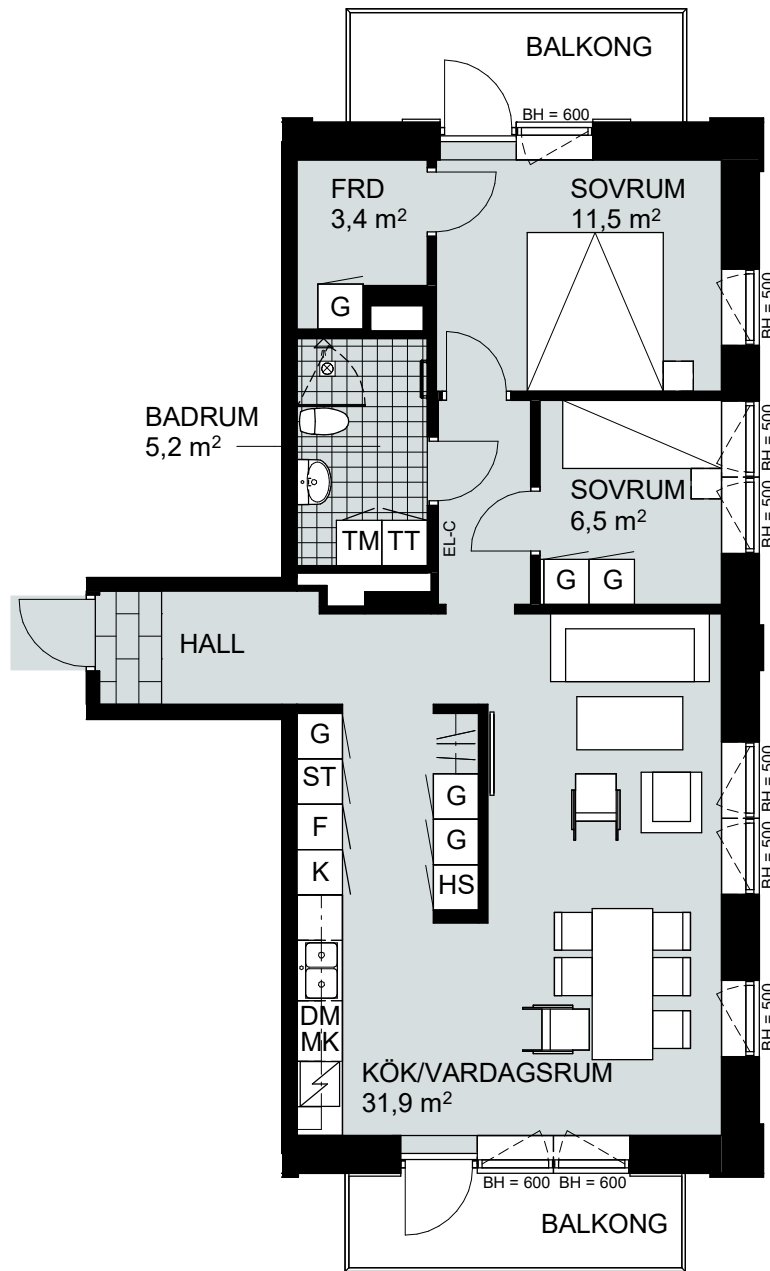 BALKONG
BH = 600
FRD
3,4 m²
SOVRUM
11,5 m²
BH = 500
G
BADRUM
5,2 m²
BH = 500
BH = 500
SOVRUM
6,5 m²
TM
TT
EL-C
G
G
HALL
G
ST
F
K
G
G
HS
BH = 500
BH = 500
BH = 500
DM
MK
KÖK/VARDAGSRUM
31,9 m²
BH = 600
BH = 600
BALKONG